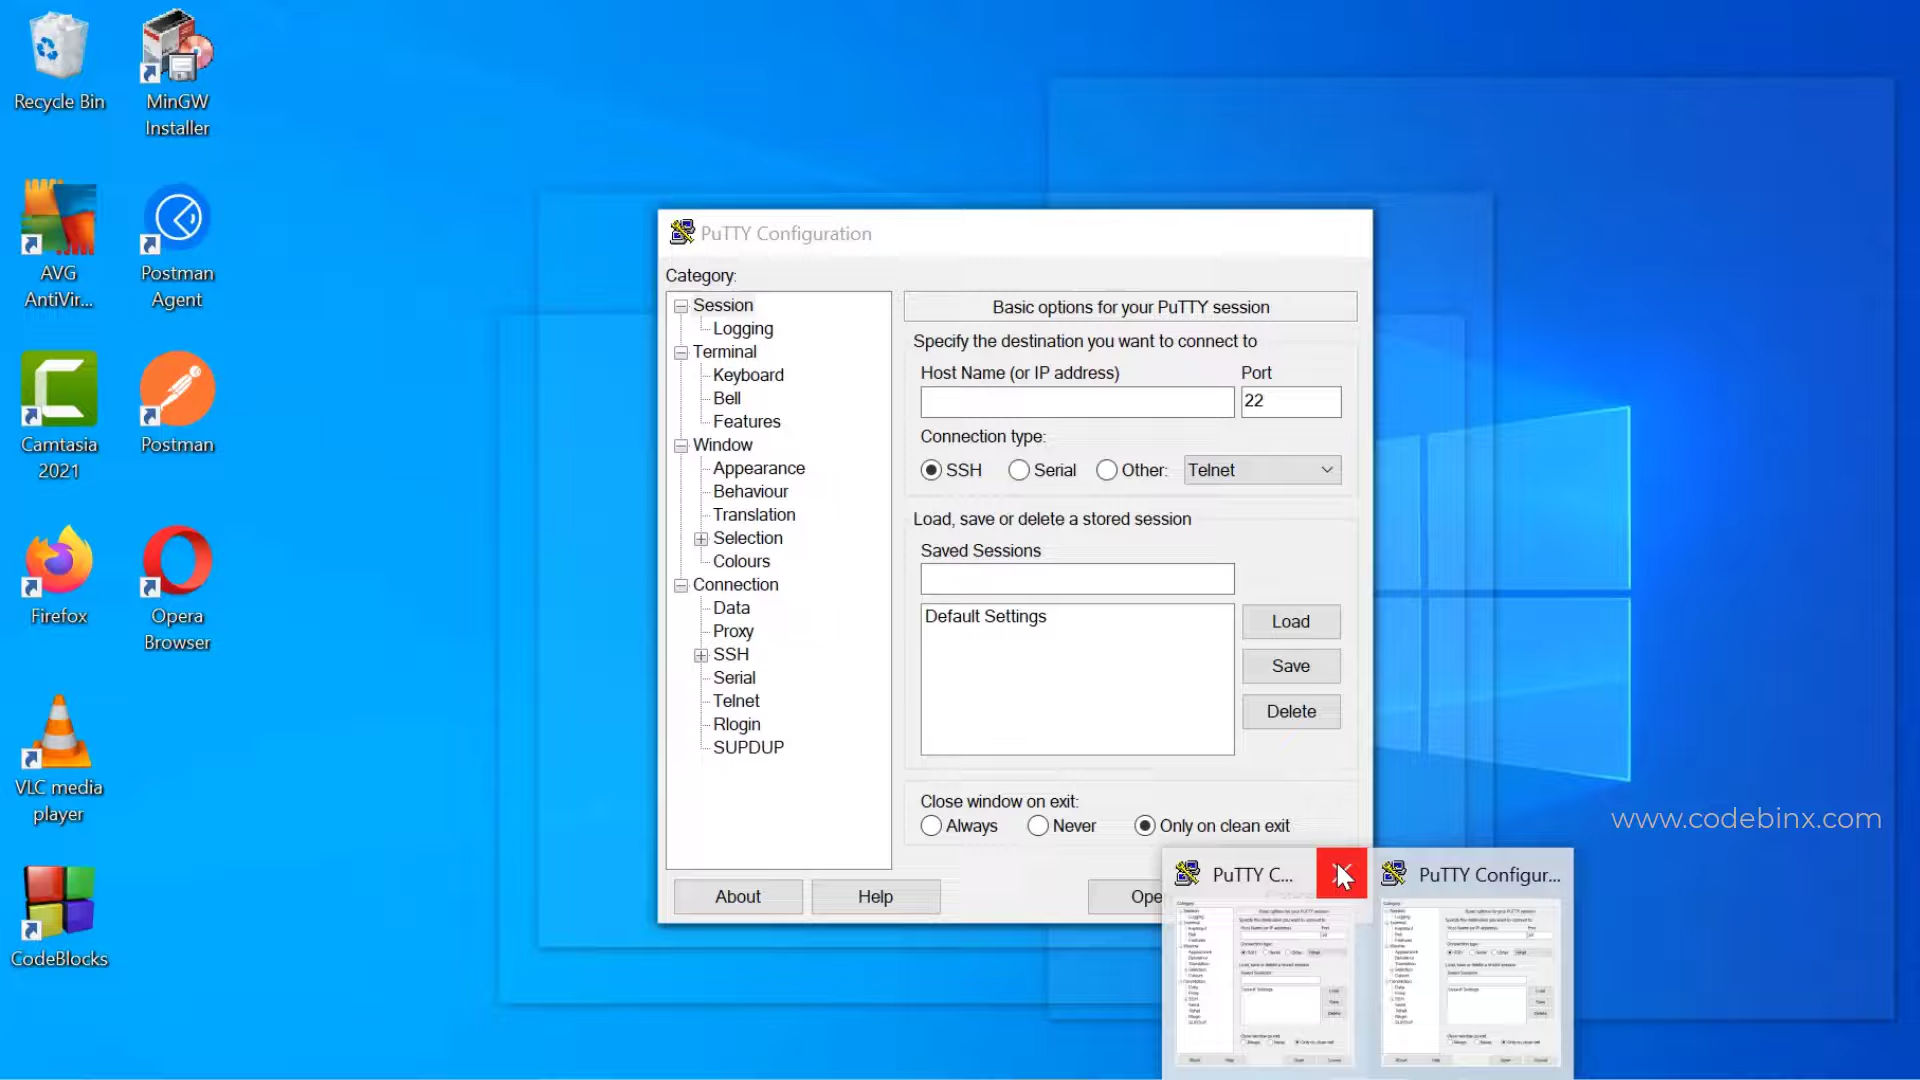 Recycle Bin
MinGW
Installer
AVG
AntiVir...
Postman
Agent
Camtasia
2021
Postman
Firefox
Opera
Browser
VLC media
player
CodeBlocks
PuTTY Configuration
Category:
Session
Logging
Terminal
Keyboard
Bell
Features
Window
Appearance
Behaviour
Translation
Selection
Colours
Connection
Data
Proxy
SSH
Serial
Telnet
Rlogin
SUPDUP
Basic options for your PuTTY session
Specify the destination you want to connect to
Host Name (or IP address)
Port
22
Connection type:
SSH
Serial
Other:
Telnet
Load, save or delete a stored session
Saved Sessions
Default Settings
Load
Save
Delete
Close window on exit:
Always
Never
Only on clean exit
About
Help
Ope
PuTTY C...
PuTTY Configur...
www.codebinx.com